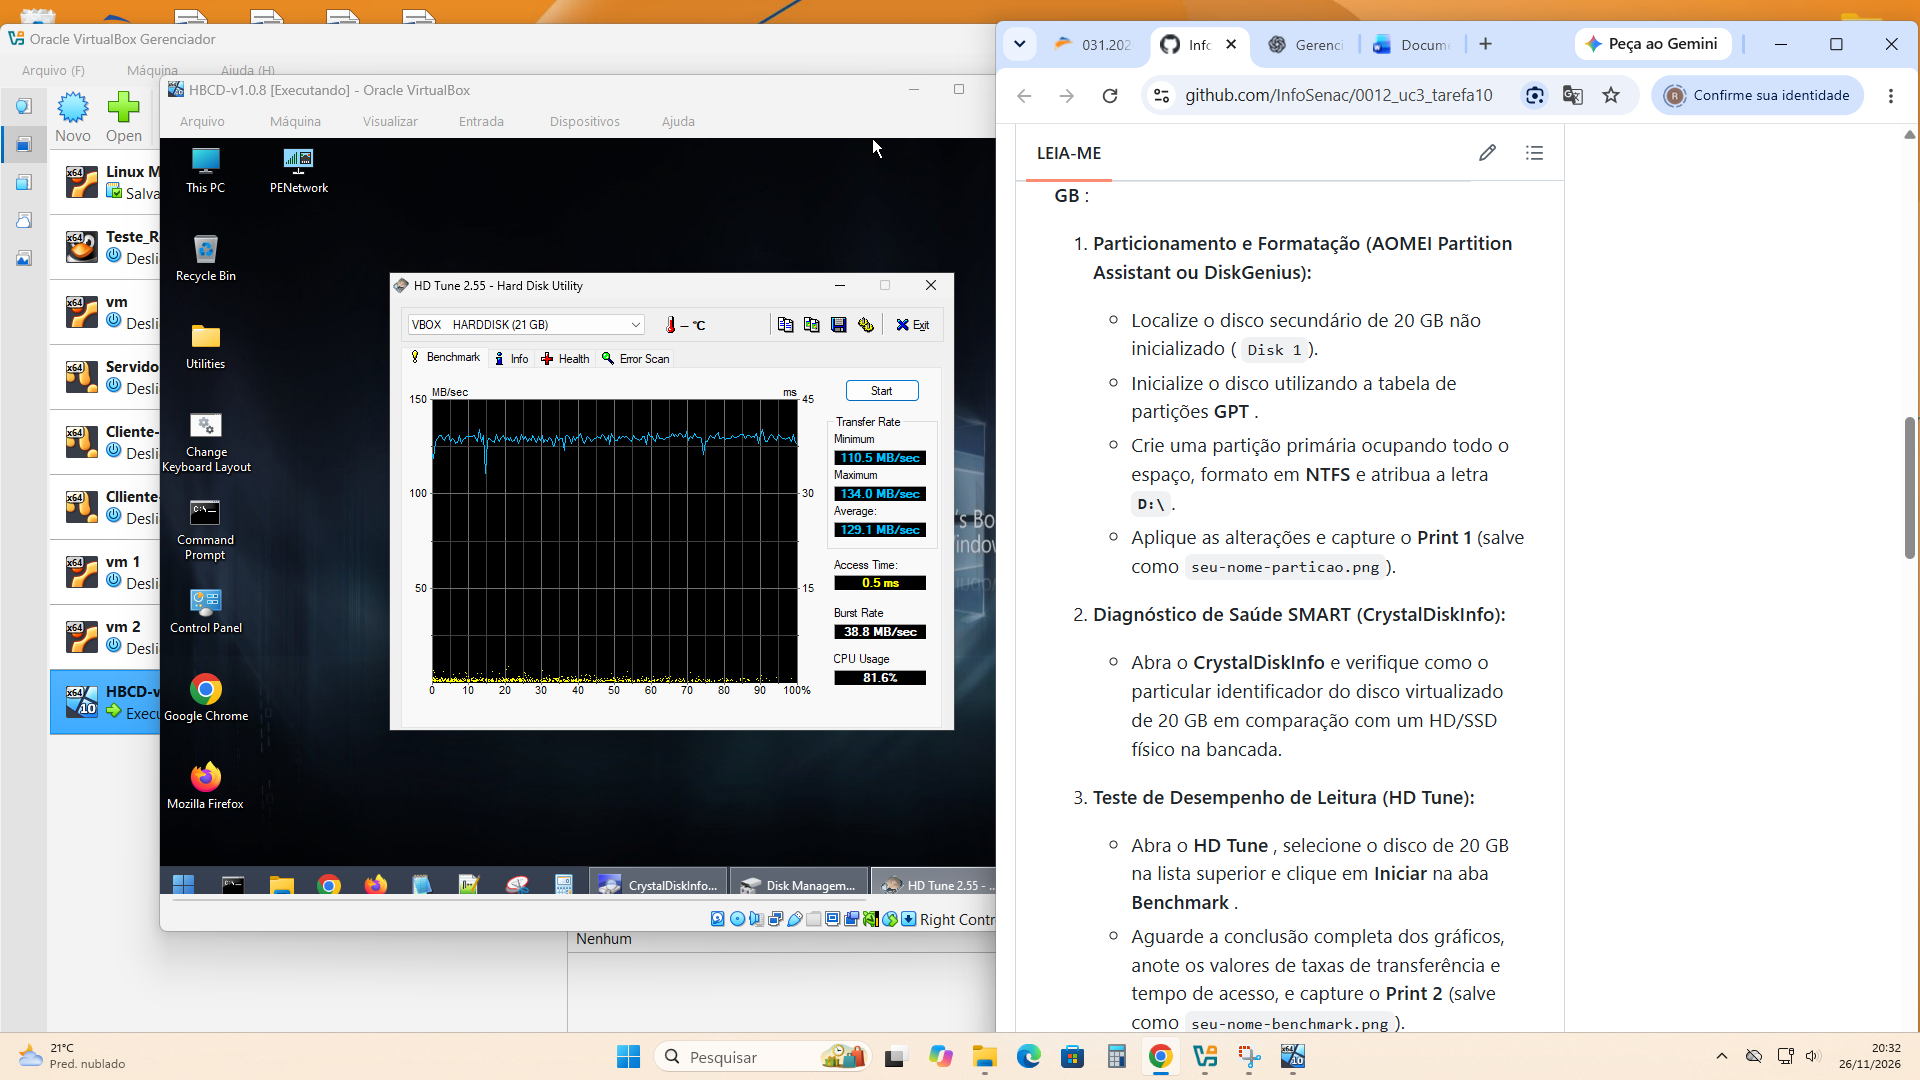 Oracle VirtualBox Gerenciador
Arquivo (F) Máquina Ajuda (H)
Novo
Open
Linux M
Salva
Teste_R
Desli
vm
Desli
Servido
Desli
Cliente-
Desli
Clliente-
Desli
vm 1
Desli
vm 2
Desli
HBCD-v
Execu
Nenhum
HBCD-v1.0.8 [Executando] - Oracle VirtualBox
Arquivo Máquina Visualizar Entrada Dispositivos Ajuda
This PC
PENetwork
Recycle Bin
Utilities
Change
Keyboard Layout
Command
Prompt
Control Panel
Google Chrome
Mozilla Firefox
's Bo
indow
HD Tune 2.55 - Hard Disk Utility
VBOX HARDDISK (21 GB)
– °C
Exit
Benchmark Info Health Error Scan
MB/sec
ms
150
100
50
45
30
15
0 10 20 30 40 50 60 70 80 90 100%
Start
Transfer Rate
Minimum
110.5 MB/sec
Maximum
134.0 MB/sec
Average:
129.1 MB/sec
Access Time:
0.5 ms
Burst Rate
38.8 MB/sec
CPU Usage
81.6%
CrystalDiskInfo...
Disk Managem...
HD Tune 2.55 - ...
Right Contr
031.202
Infc
Gerenci
Docum
Peça ao Gemini
github.com/InfoSenac/0012_uc3_tarefa10
Confirme sua identidade
LEIA-ME
GB :
1. Particionamento e Formatação (AOMEI Partition
Assistant ou DiskGenius):
Localize o disco secundário de 20 GB não
inicializado ( Disk 1 ).
Inicialize o disco utilizando a tabela de
partições GPT .
Crie uma partição primária ocupando todo o
espaço, formato em NTFS e atribua a letra
D:\ .
Aplique as alterações e capture o Print 1 (salve
como seu-nome-particao.png ).
2. Diagnóstico de Saúde SMART (CrystalDiskInfo):
Abra o CrystalDiskInfo e verifique como o
particular identificador do disco virtualizado
de 20 GB em comparação com um HD/SSD
físico na bancada.
3. Teste de Desempenho de Leitura (HD Tune):
Abra o HD Tune , selecione o disco de 20 GB
na lista superior e clique em Iniciar na aba
Benchmark .
Aguarde a conclusão completa dos gráficos,
anote os valores de taxas de transferência e
tempo de acesso, e capture o Print 2 (salve
como seu-nome-benchmark.png ).
21°C
Pred. nublado
Pesquisar
20:32
26/11/2026